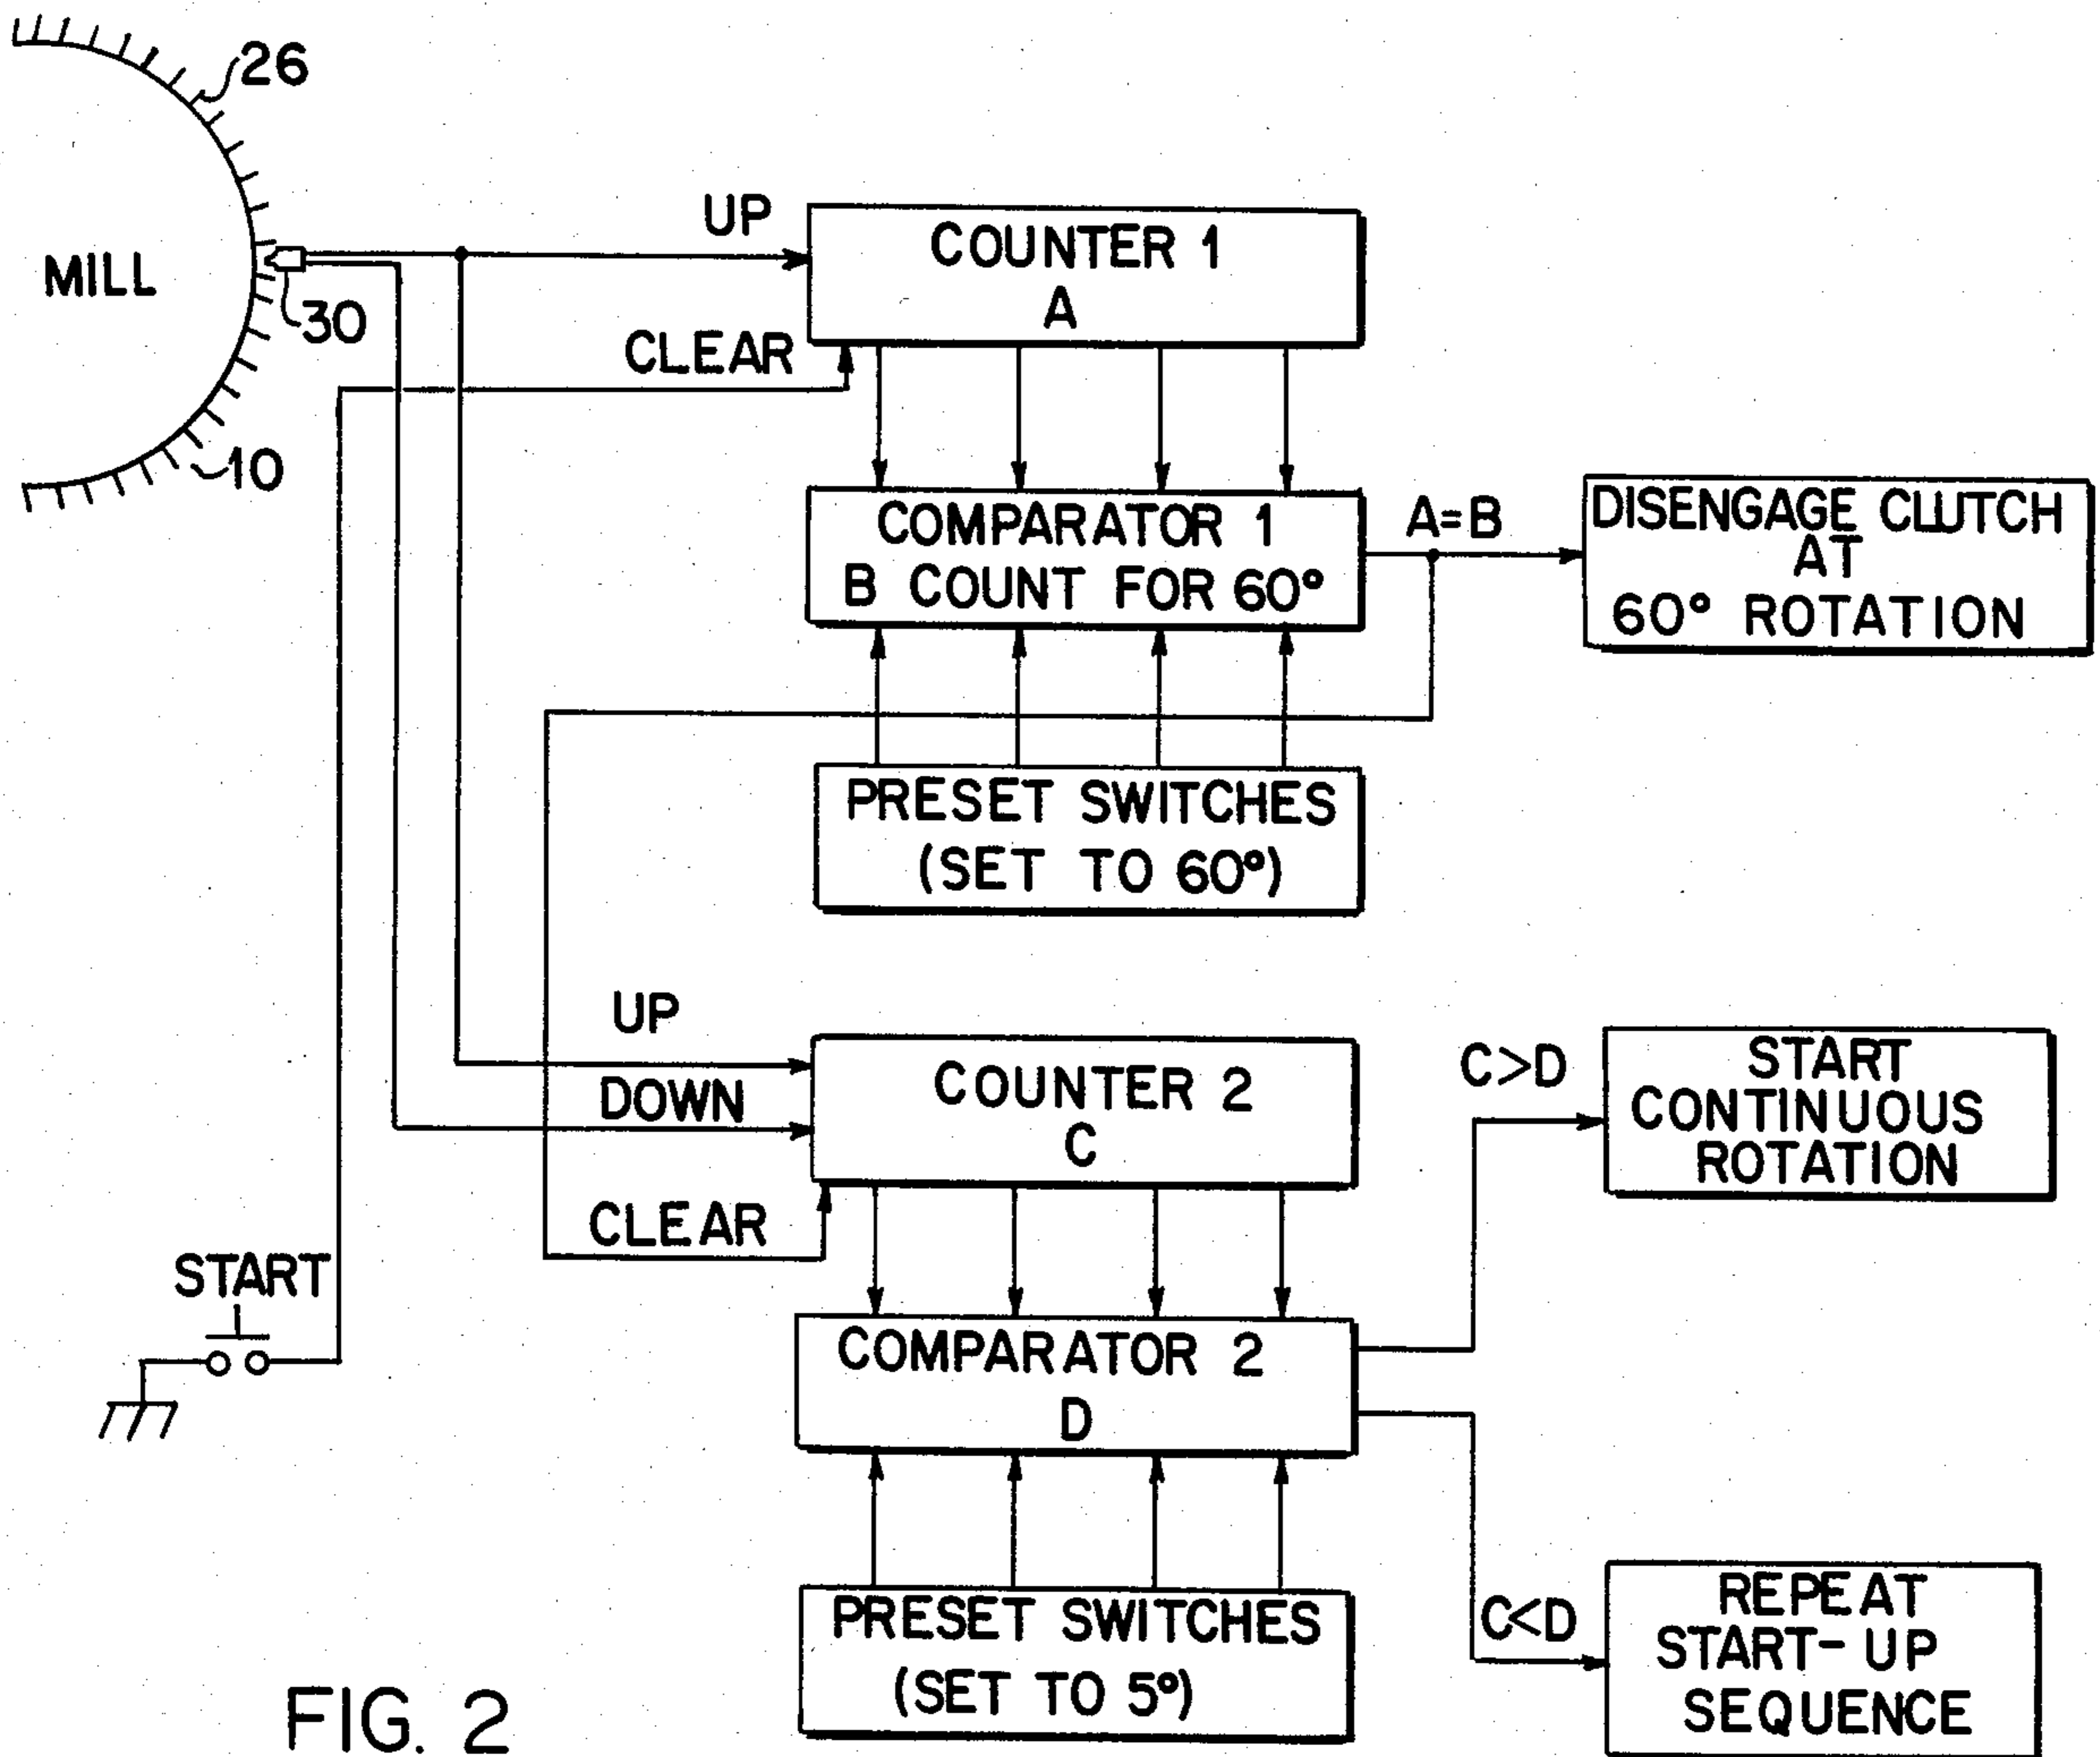 26
UP
COUNTER 1
A
MILL
30
CLEAR
10
COMPARATOR 1
B COUNT FOR 60°
A=B
DISENGAGE CLUTCH
AT
60° ROTATION
PRESET SWITCHES
(SET TO 60°)
UP
DOWN
COUNTER 2
C
CLEAR
C>D
START
CONTINUOUS
ROTATION
START
COMPARATOR 2
D
PRESET SWITCHES
(SET TO 5°)
C<D
REPEAT
START-UP
SEQUENCE
FIG. 2